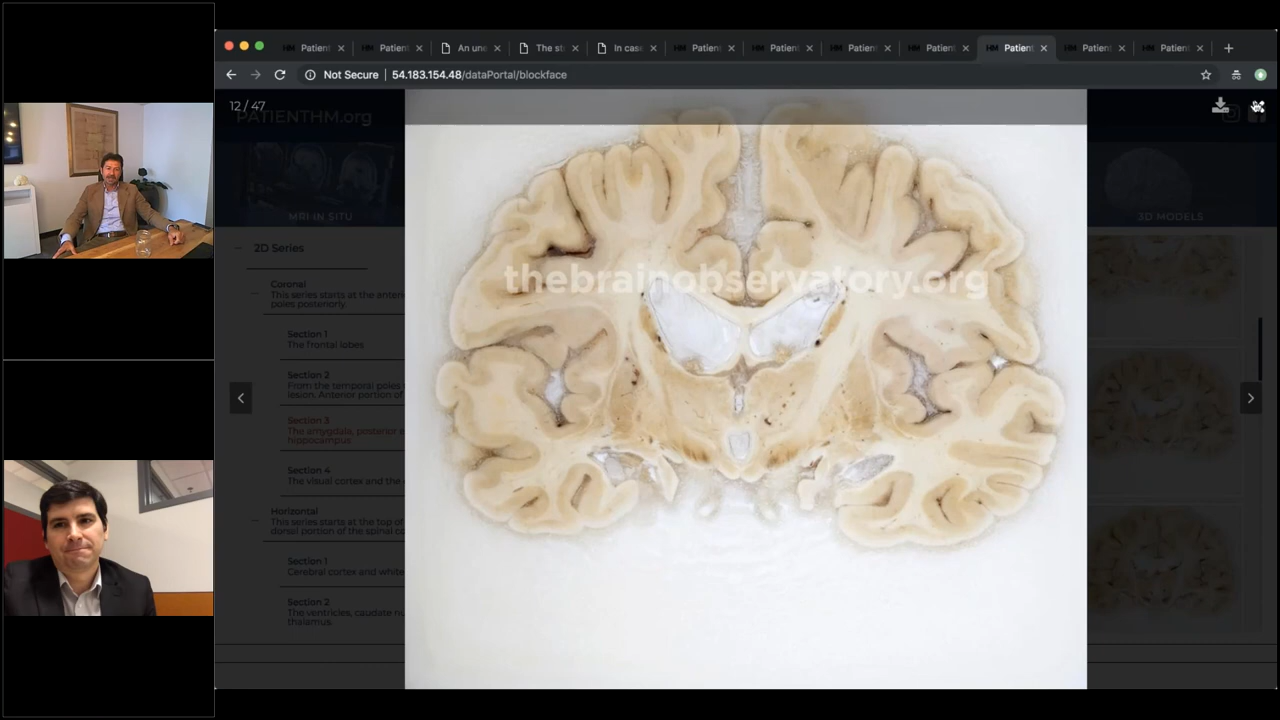 Patient
Patient
An une
The str
In case
Patient
Patient
Patient
Patient
Patient
Patient
Patient
Not Secure
54.183.154.48/dataPortal/blockface
12 / 47
PATIENTHM.org
MRI IN SITU
3D MODELS
2D Series
Coronal
This series starts at the anteri
poles posteriorly.
Section 1
The frontal lobes
Section 2
From the temporal poles
lesion. Anterior portion of
Section 3
The amygdala, posterior e
hippocampus
Section 4
The visual cortex and the
Horizontal
This series starts at the top of
dorsal portion of the spinal co
Section 1
Cerebral cortex and white
Section 2
The ventricles, caudate nu
thalamus.
thebrainobservatory.org